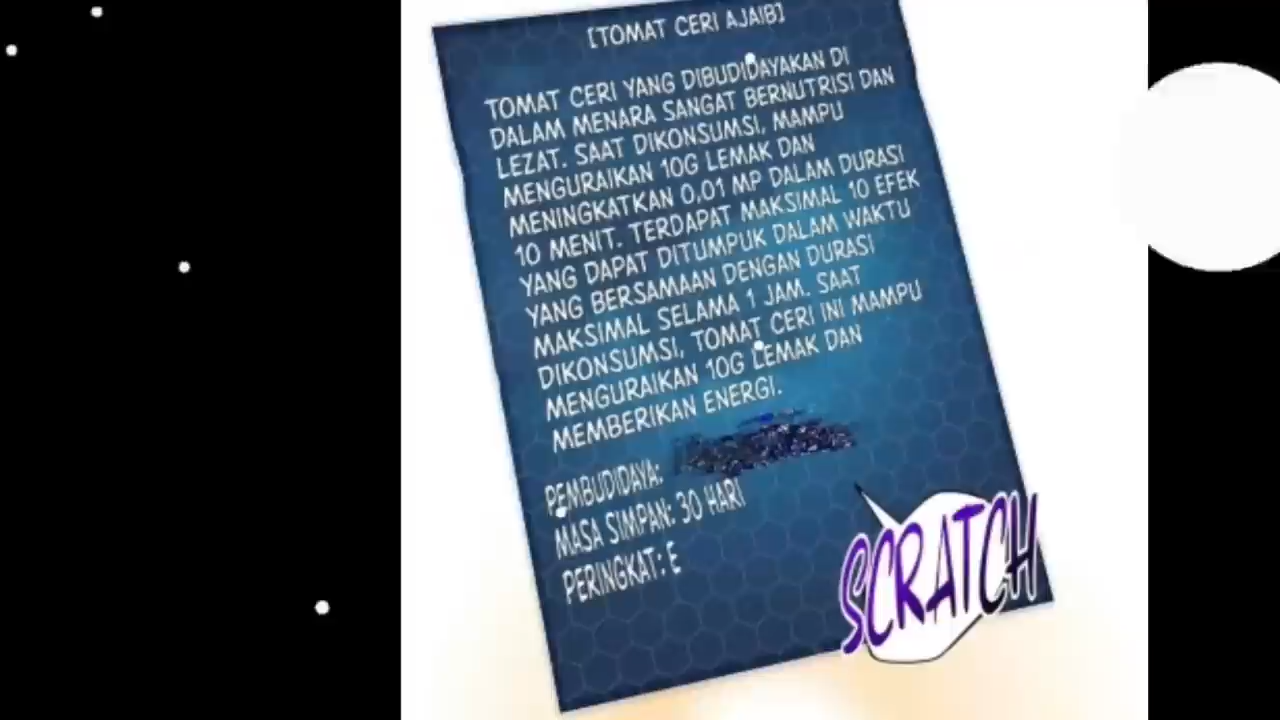 [TOMAT CERI AJAIB]
TOMAT CERI YANG DIBUDIDAYAKAN DI
DALAM MENARA SANGAT BERNUTRISI DAN
LEZAT. SAAT DIKONSUMSI, MAMPU
MENGURAIKAN 10G LEMAK DAN
MENINGKATKAN 0,01 MP DALAM DURASI
10 MENIT. TERDAPAT MAKSIMAL 10 EFEK
YANG DAPAT DITUMPUK DALAM WAKTU
YANG BERSAMAAN DENGAN DURASI
MAKSIMAL SELAMA 1 JAM. SAAT
DIKONSUMSI, TOMAT CERI INI MAMPU
MENGURAIKAN 10G LEMAK DAN
MEMBERIKAN ENERGI.
PEMBUDIDAYA:
MASA SIMPAN: 30 HARI
PERINGKAT: E
SCRATCH